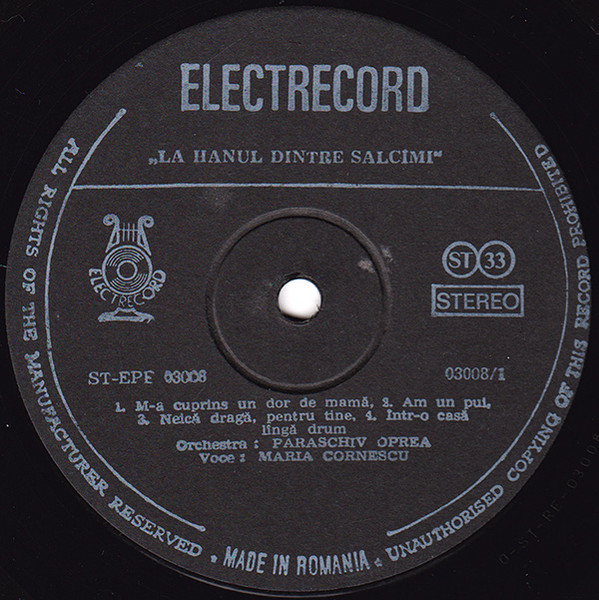 ELECTRECORD
„LA HANUL DINTRE SALCÎMI“
ELECTRECORD
ST 33
STEREO
ST-EPE 03008
03008/1
1. M-a cuprins un dor de mamă, 2. Am un pui,
3. Neică dragă, pentru tine, 4. Intr-o casă
lîngă drum
Orchestra : PARASCHIV OPREA
Voce : MARIA CORNESCU
ALL RIGHTS OF THE MANUFACTURER RESERVED • MADE IN ROMANIA • UNAUTHORISED COPYING OF THIS RECORD PROHIBITED